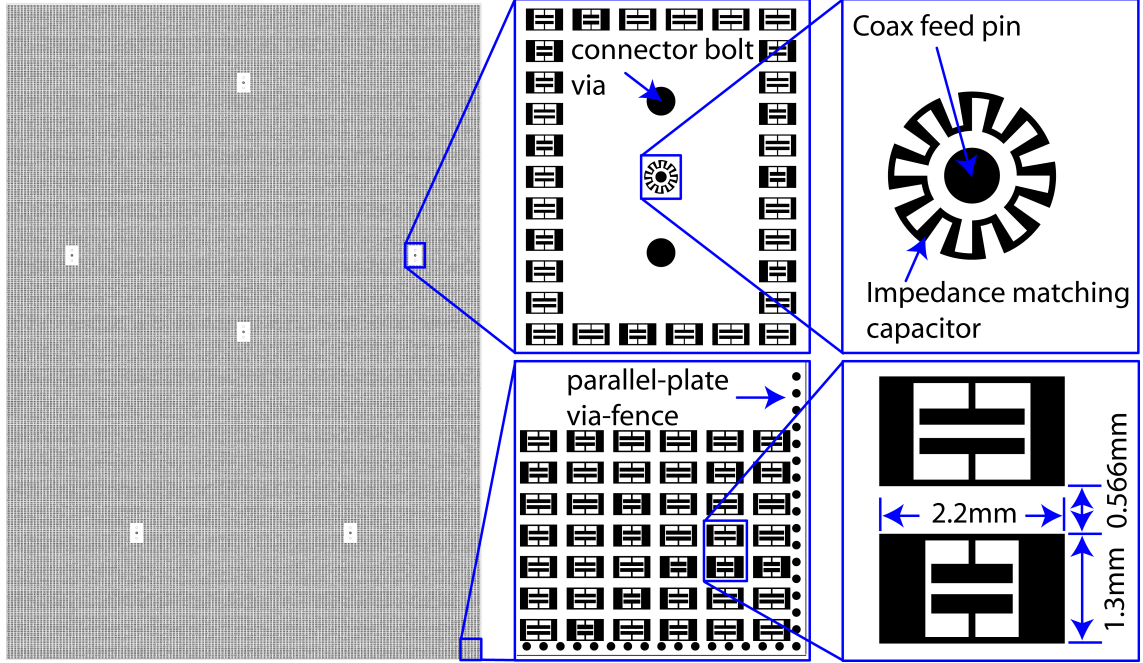 connector bolt
via
Coax feed pin
Impedance matching
capacitor
parallel-plate
via-fence
2.2mm
0.566mm
1.3mm